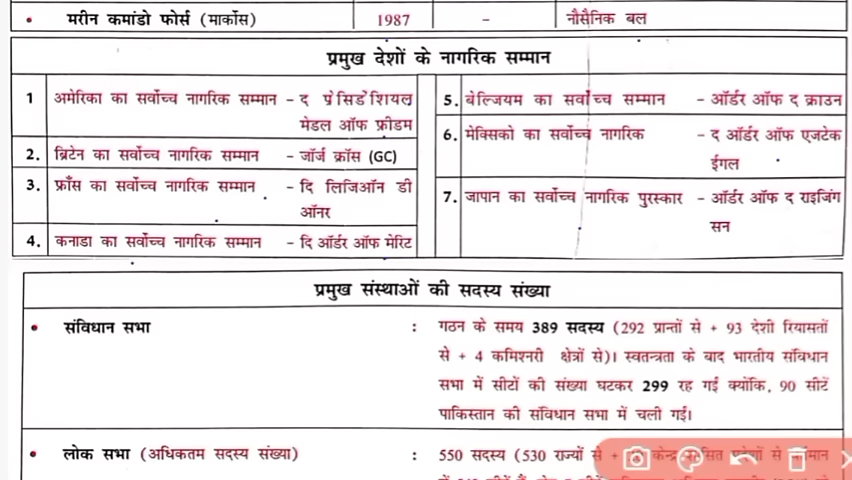 • मरीन कमांडो फोर्स (मार्कोस) 1987 – नौसैनिक बल
प्रमुख देशों के नागरिक सम्मान
1 अमेरिका का सर्वोच्च नागरिक सम्मान – द प्रेसिडेंशियल
मेडल ऑफ फ्रीडम
2. ब्रिटेन का सर्वोच्च नागरिक सम्मान – जॉर्ज क्रॉस (GC)
3. फ्राँस का सर्वोच्च नागरिक सम्मान – दि लिजिऑन डी
ऑनर
4. कनाडा का सर्वोच्च नागरिक सम्मान – दि ऑर्डर ऑफ मेरिट
5. बेल्जियम का सर्वोच्च सम्मान – ऑर्डर ऑफ द क्राउन
6. मेक्सिको का सर्वोच्च नागरिक – द ऑर्डर ऑफ एजटेक
ईगल
7. जापान का सर्वोच्च नागरिक पुरस्कार – ऑर्डर ऑफ द राइजिंग
सन
प्रमुख संस्थाओं की सदस्य संख्या
• संविधान सभा : गठन के समय 389 सदस्य (292 प्रान्तों से + 93 देशी रियासतों
से + 4 कमिश्नरी क्षेत्रों से)। स्वतन्त्रता के बाद भारतीय संविधान
सभा में सीटों की संख्या घटकर 299 रह गई क्योंकि, 90 सीटें
पाकिस्तान की संविधान सभा में चली गईं।
• लोक सभा (अधिकतम सदस्य संख्या) : 550 सदस्य (530 राज्यों से +